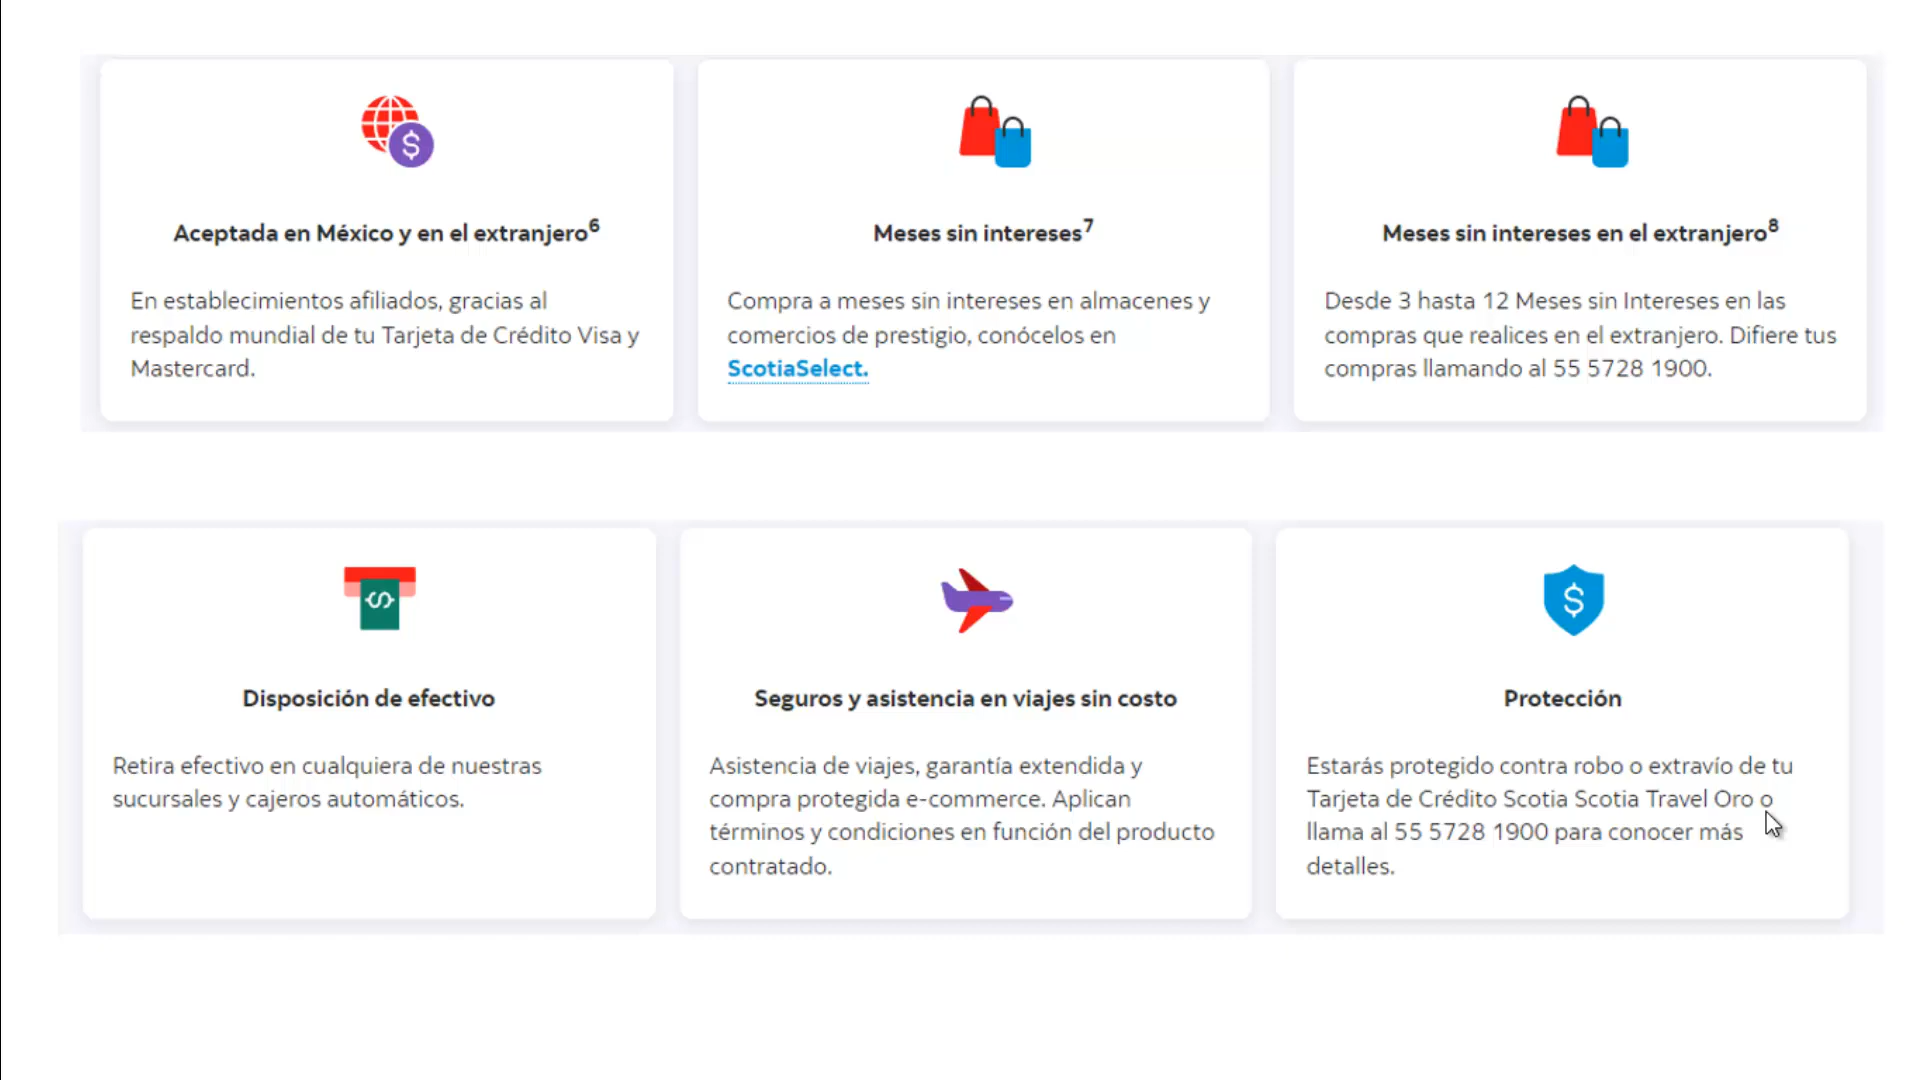 Aceptada en México y en el extranjero6
En establecimientos afiliados, gracias al
respaldo mundial de tu Tarjeta de Crédito Visa y
Mastercard.
Meses sin intereses7
Compra a meses sin intereses en almacenes y
comercios de prestigio, conócelos en
ScotiaSelect.
Meses sin intereses en el extranjero8
Desde 3 hasta 12 Meses sin Intereses en las
compras que realices en el extranjero. Difiere tus
compras llamando al 55 5728 1900.
Disposición de efectivo
Retira efectivo en cualquiera de nuestras
sucursales y cajeros automáticos.
Seguros y asistencia en viajes sin costo
Asistencia de viajes, garantía extendida y
compra protegida e-commerce. Aplican
términos y condiciones en función del producto
contratado.
Protección
Estarás protegido contra robo o extravío de tu
Tarjeta de Crédito Scotia Scotia Travel Oro o
llama al 55 5728 1900 para conocer más
detalles.